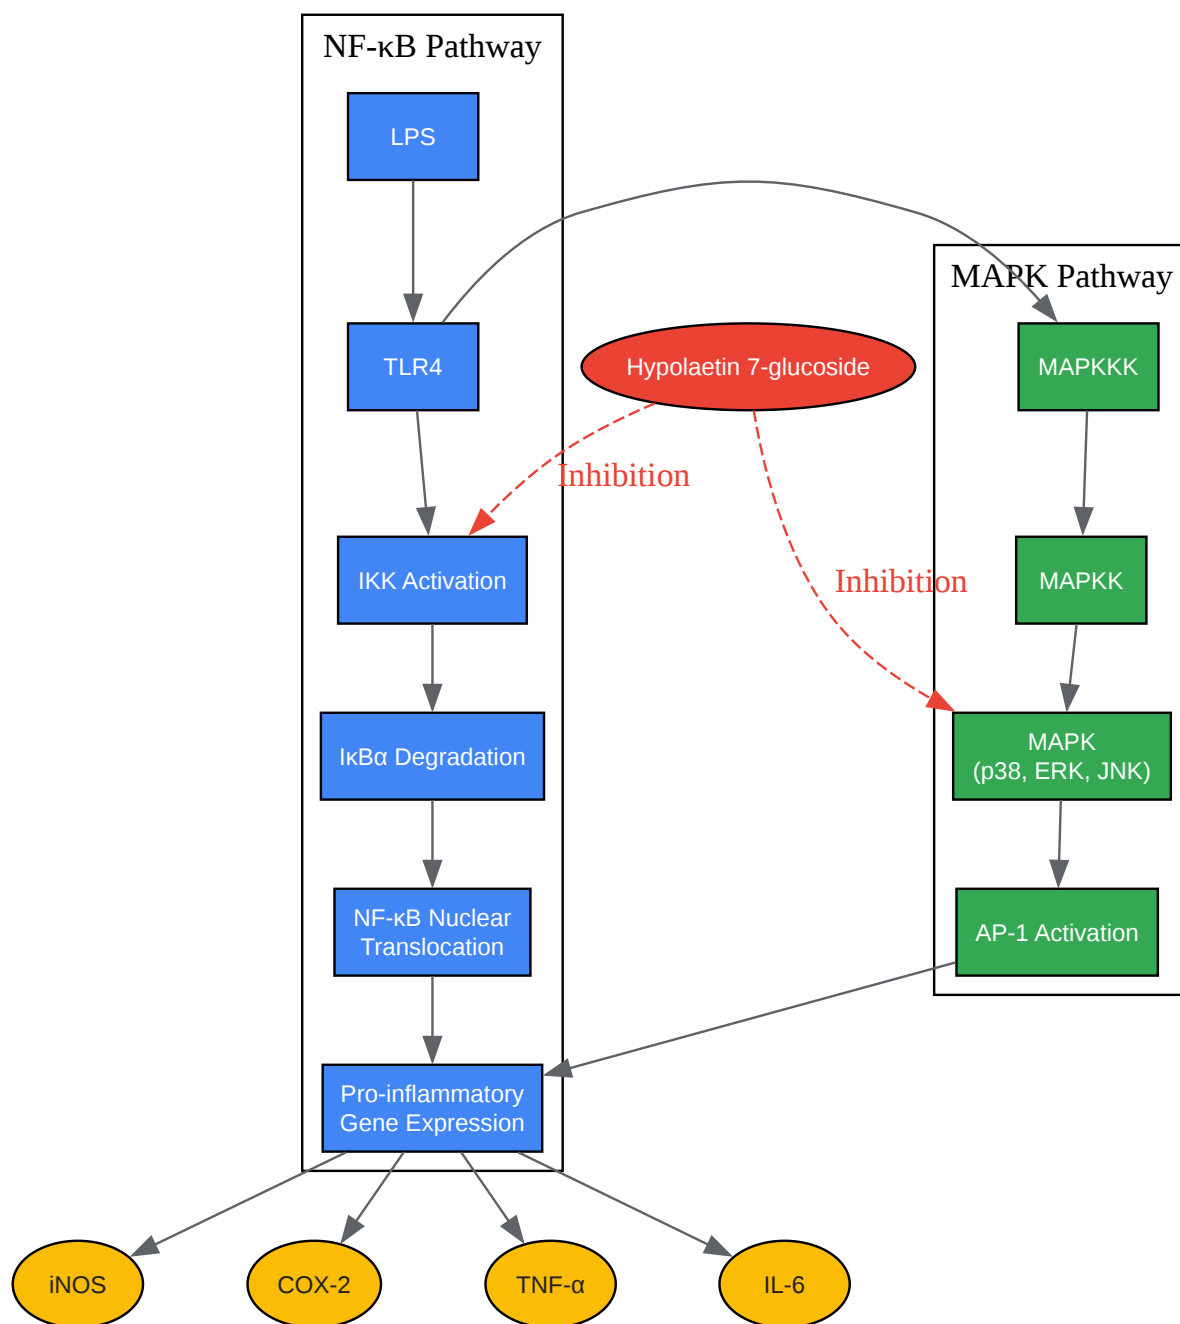 NF-κB Pathway
LPS
MAPK Pathway
TLR4
Hypolaetin 7-glucoside
MAPKKK
Inhibition
IKK Activation
Inhibition
MAPKK
IκBα Degradation
MAPK
(p38, ERK, JNK)
NF-κB Nuclear
Translocation
AP-1 Activation
Pro-inflammatory
Gene Expression
iNOS
COX-2
TNF-α
IL-6